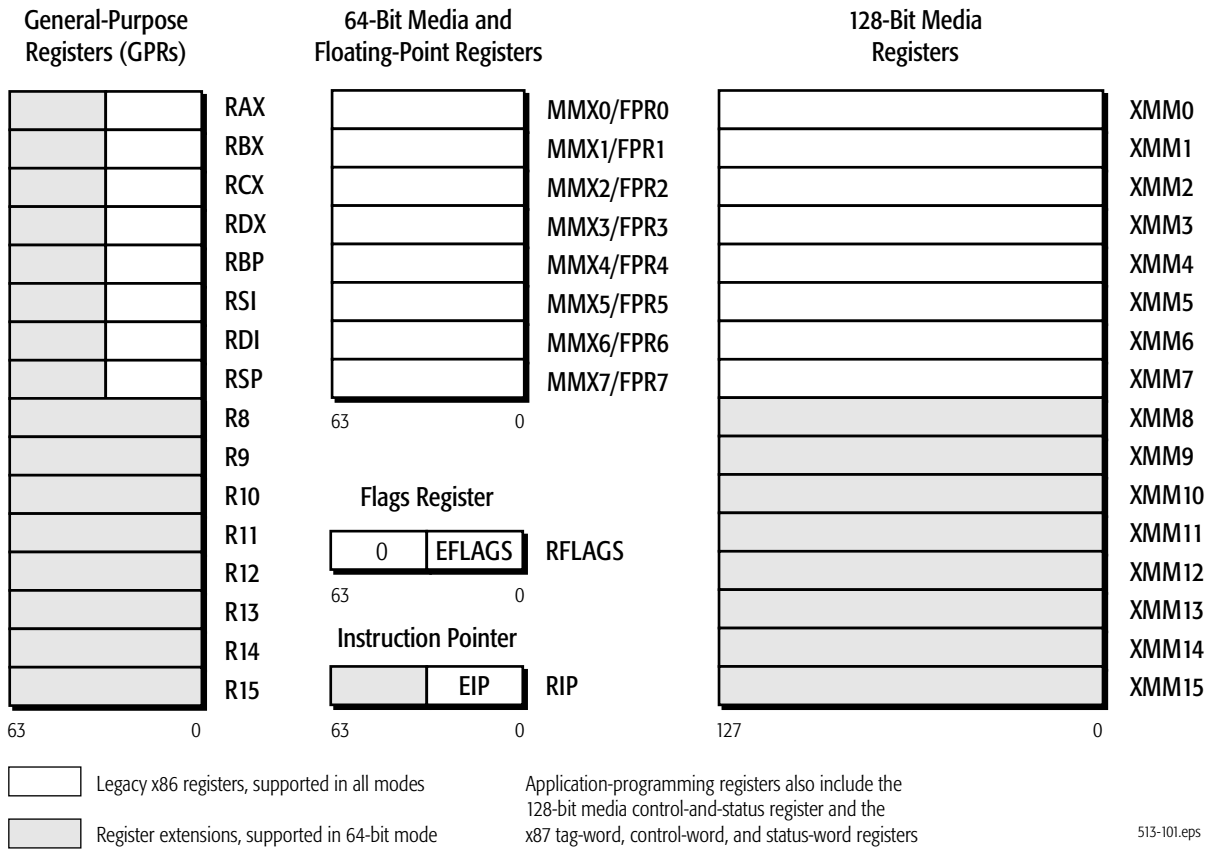 General-Purpose
Registers (GPRs)
RAX
RBX
RCX
RDX
RBP
RSI
RDI
RSP
R8
R9
R10
R11
R12
R13
R14
R15
63 0
64-Bit Media and
Floating-Point Registers
MMX0/FPR0
MMX1/FPR1
MMX2/FPR2
MMX3/FPR3
MMX4/FPR4
MMX5/FPR5
MMX6/FPR6
MMX7/FPR7
63 0
Flags Register
0 EFLAGS RFLAGS
63 0
Instruction Pointer
EIP RIP
63 0
128-Bit Media
Registers
XMM0
XMM1
XMM2
XMM3
XMM4
XMM5
XMM6
XMM7
XMM8
XMM9
XMM10
XMM11
XMM12
XMM13
XMM14
XMM15
127 0
Legacy x86 registers, supported in all modes
Register extensions, supported in 64-bit mode
Application-programming registers also include the
128-bit media control-and-status register and the
x87 tag-word, control-word, and status-word registers
513-101.eps